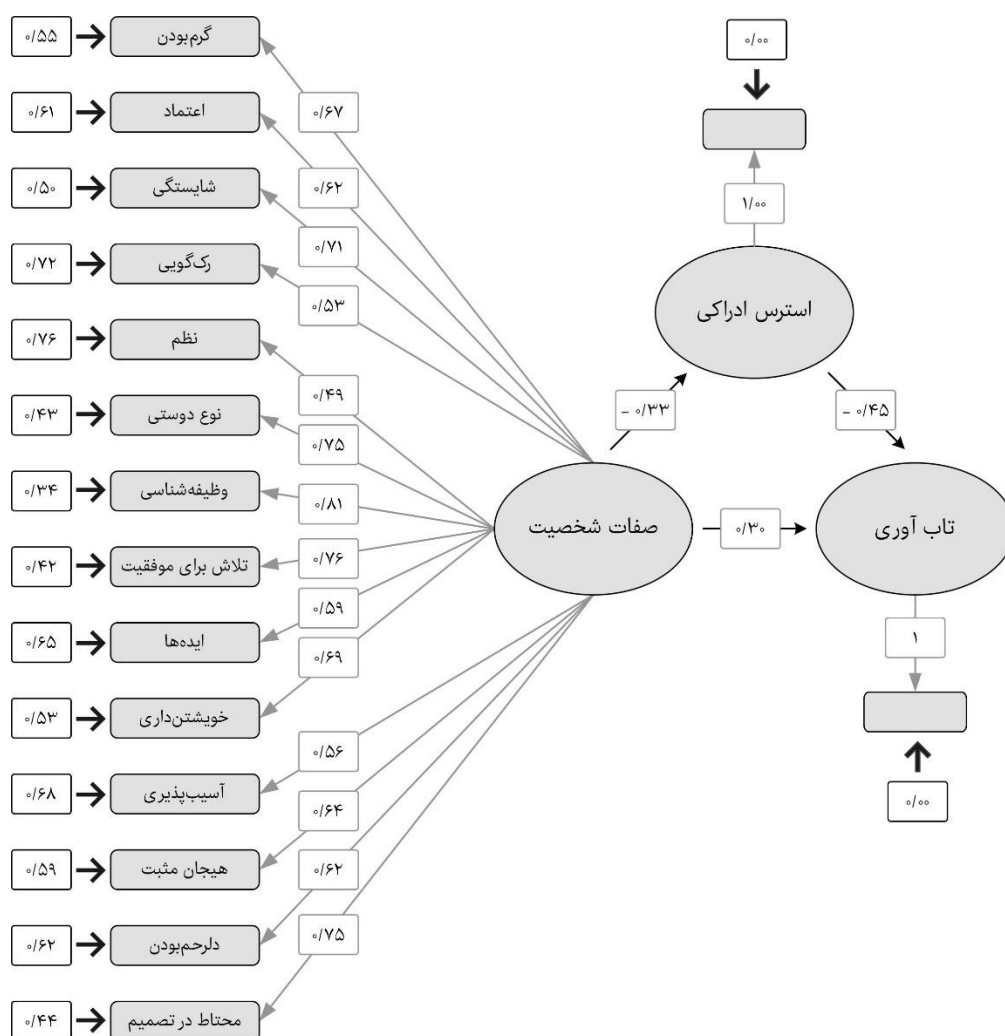 ۰/۵۵
گرم‌بودن
۰/۶۷
۰/۶۱
اعتماد
۰/۶۲
۰/۵۰
شایستگی
۰/۷۱
۰/۷۲
رک‌گویی
۰/۵۳
۰/۷۶
نظم
۰/۴۹
۰/۴۳
نوع دوستی
۰/۷۵
۰/۳۴
وظیفه‌شناسی
۰/۸۱
۰/۴۲
تلاش برای موفقیت
۰/۷۶
۰/۶۵
ایده‌ها
۰/۵۹
۰/۵۳
خویشتن‌داری
۰/۶۹
۰/۶۸
آسیب‌پذیری
۰/۵۶
۰/۵۹
هیجان مثبت
۰/۶۴
۰/۶۲
دلرحم‌بودن
۰/۶۲
۰/۴۴
محتاط در تصمیم
۰/۷۵
صفات شخصیت
۰/۰۰
۱/۰۰
استرس ادراکی
- ۰/۳۳
- ۰/۴۵
۰/۳۰
تاب آوری
۱
۰/۰۰